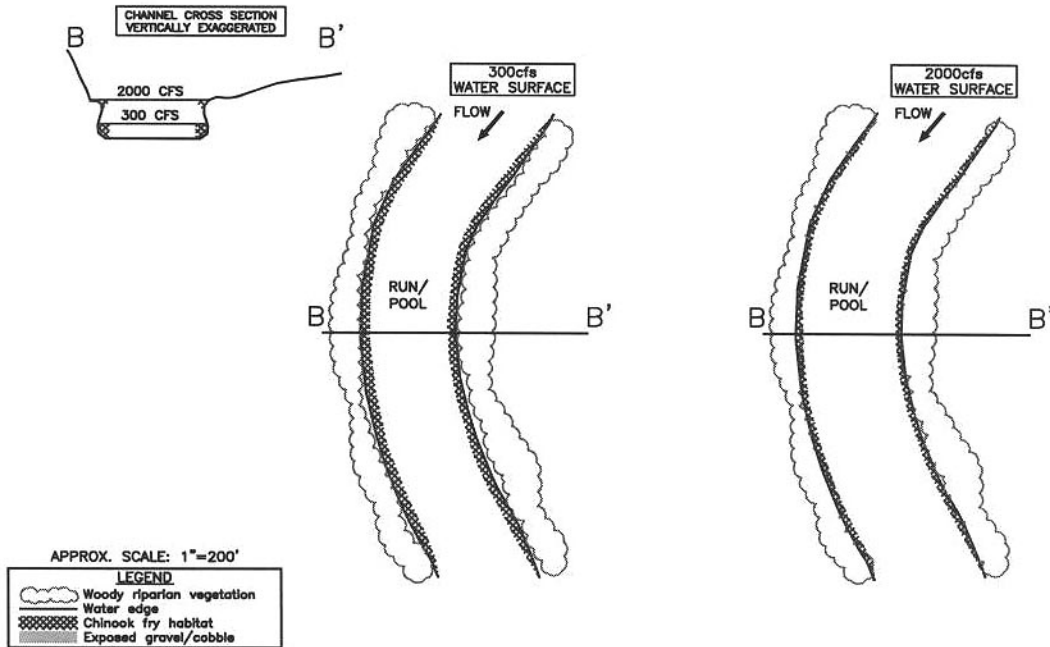 CHANNEL CROSS SECTION
VERTICALLY EXAGGERATED
B
B'
2000 CFS
300 CFS
300cfs
WATER SURFACE
FLOW
RUN/
POOL
B
B'
2000cfs
WATER SURFACE
FLOW
RUN/
POOL
B
B'
APPROX. SCALE: 1"=200'
LEGEND
Woody riparian vegetation
Water edge
Chinook fry habitat
Exposed gravel/cobble